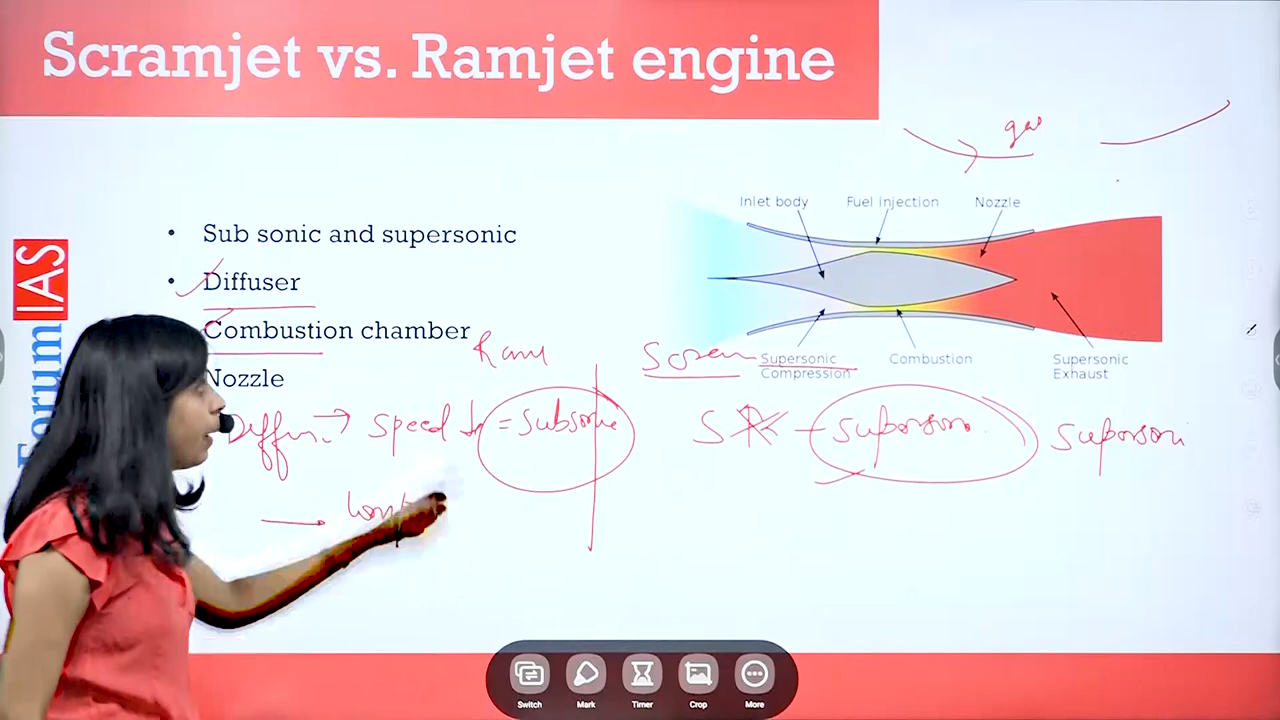 Scramjet vs. Ramjet engine
gas
Inlet body
Fuel injection
Nozzle
• Sub sonic and supersonic
• Diffuser
Combustion chamber
Nozzle
Supersonic
Compression
Combustion
Supersonic
Exhaust
Ram
Scram
Speed ↓ = subsonic
supersonic
Forum IAS
Switch
Mark
Timer
Crop
More